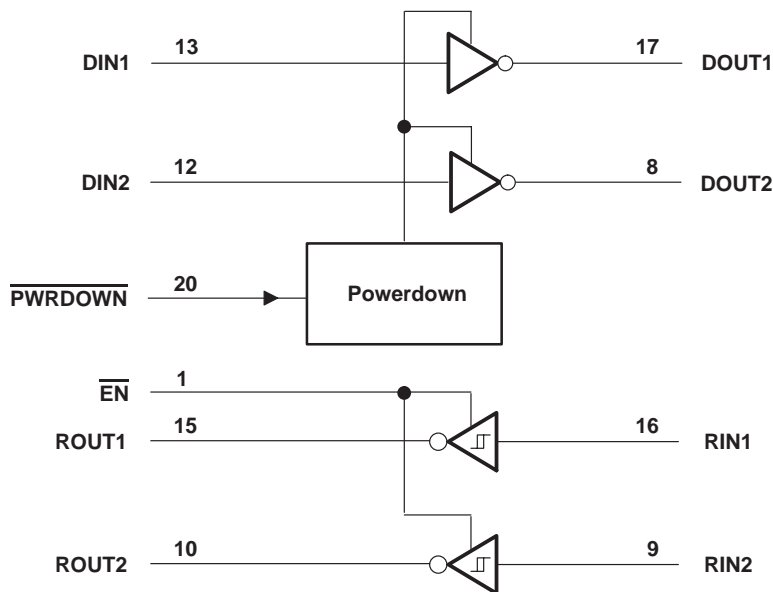 DIN1 13 17 DOUT1
DIN2 12 8 DOUT2
PWRDOWN 20 Powerdown
EN 1
ROUT1 15 16 RIN1
ROUT2 10 9 RIN2